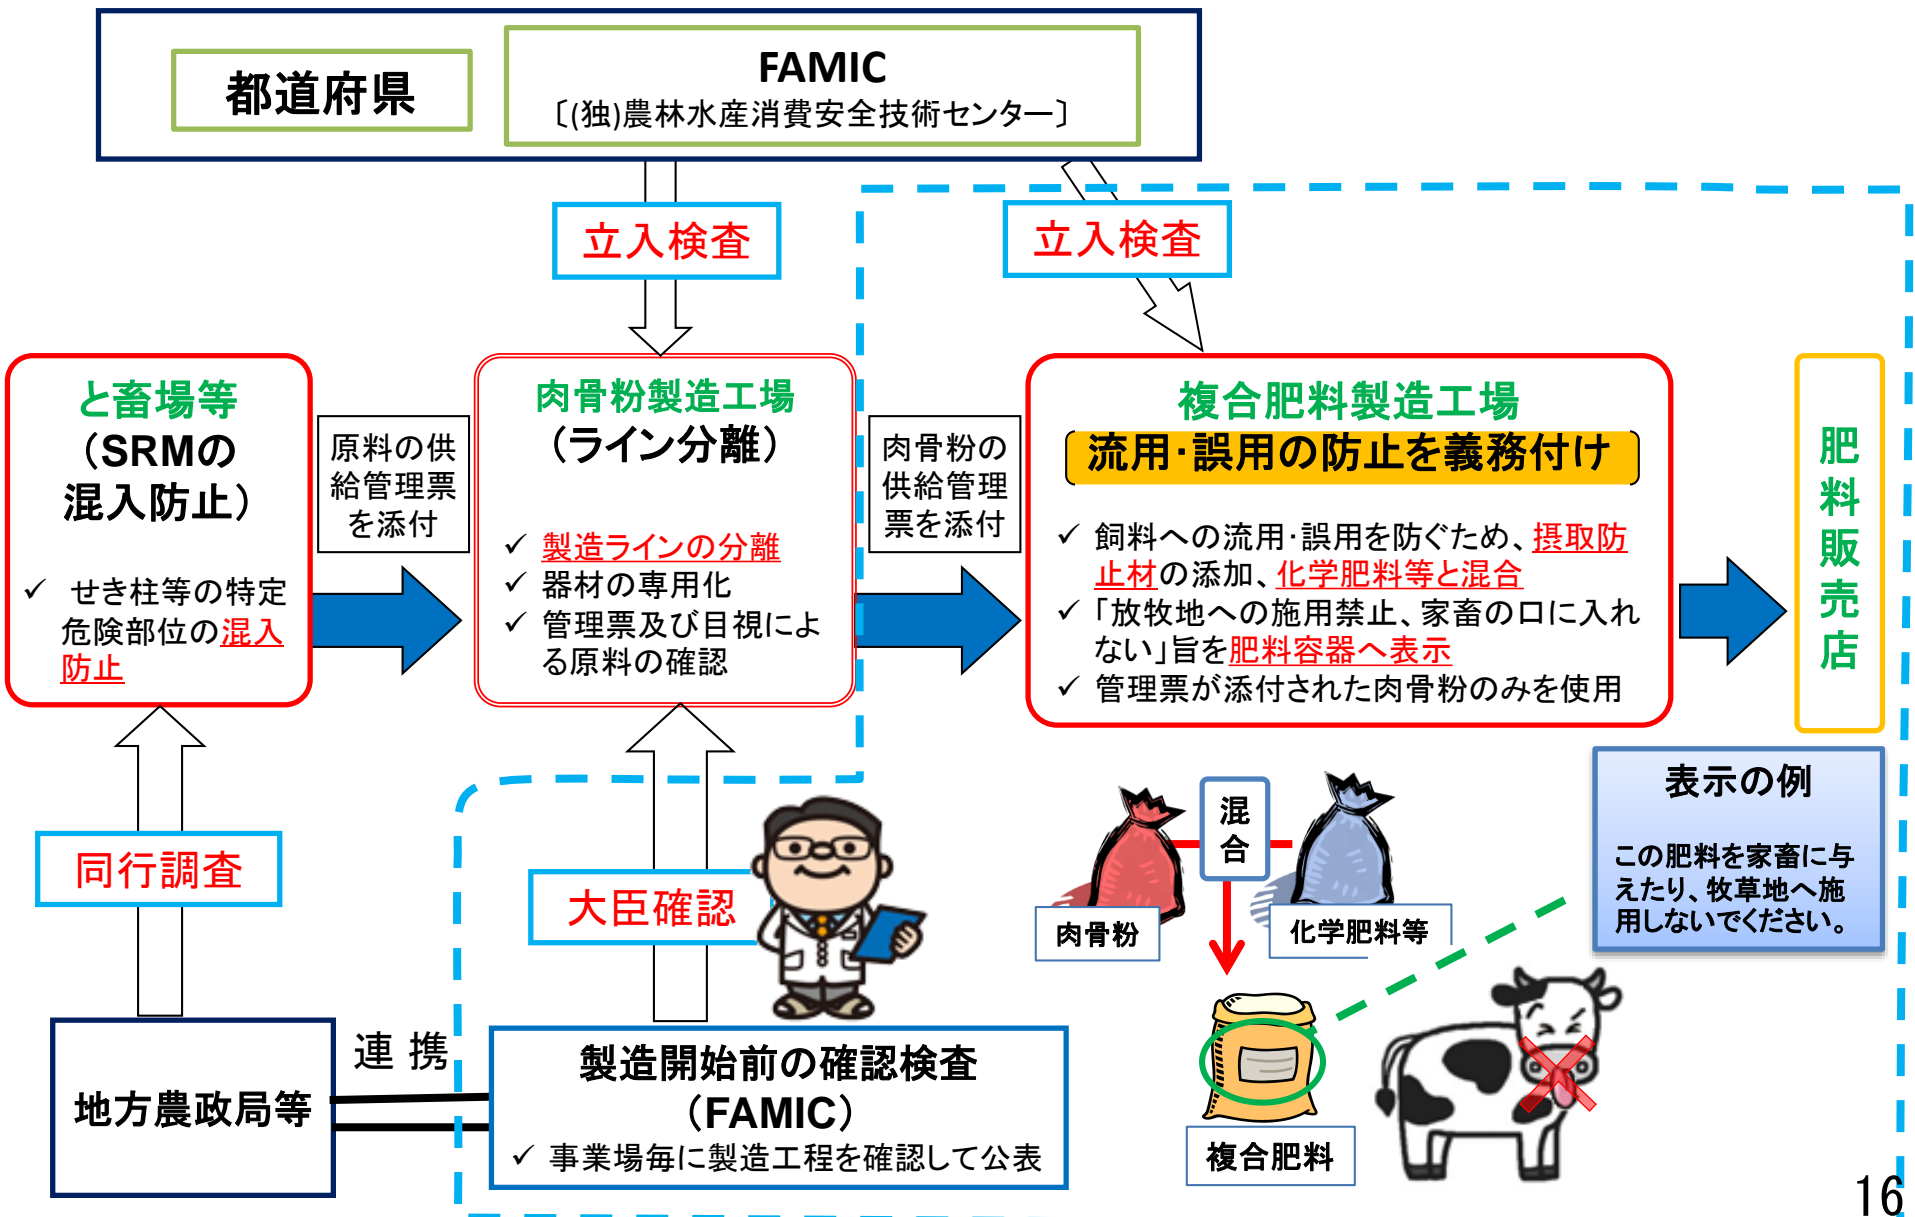 都道府県
FAMIC
〔(独)農林水産消費安全技術センター〕
立入検査
立入検査
と畜場等
（SRMの
混入防止）
✓ せき柱等の特定
危険部位の混入
防止
原料の供
給管理票
を添付
肉骨粉製造工場
（ライン分離）
✓ 製造ラインの分離
✓ 器材の専用化
✓ 管理票及び目視によ
る原料の確認
肉骨粉の
供給管理
票を添付
複合肥料製造工場
流用･誤用の防止を義務付け
✓ 飼料への流用･誤用を防ぐため、摂取防
止材の添加、化学肥料等と混合
✓ ｢放牧地への施用禁止、家畜の口に入れ
ない｣旨を肥料容器へ表示
✓ 管理票が添付された肉骨粉のみを使用
肥料販売店
同行調査
大臣確認
混
合
肉骨粉
化学肥料等
複合肥料
表示の例
この肥料を家畜に与
えたり、牧草地へ施
用しないでください。
地方農政局等
連 携
製造開始前の確認検査
（FAMIC）
✓ 事業場毎に製造工程を確認して公表
16